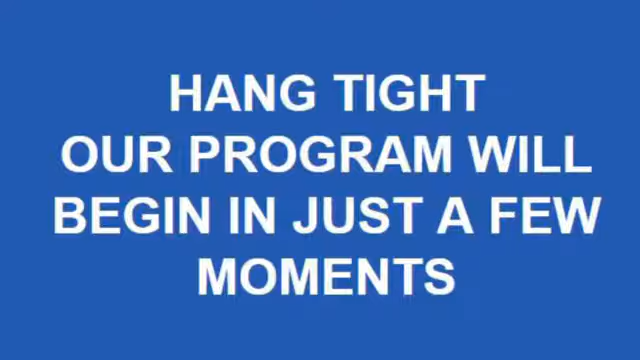 HANG TIGHT
OUR PROGRAM WILL
BEGIN IN JUST A FEW
MOMENTS